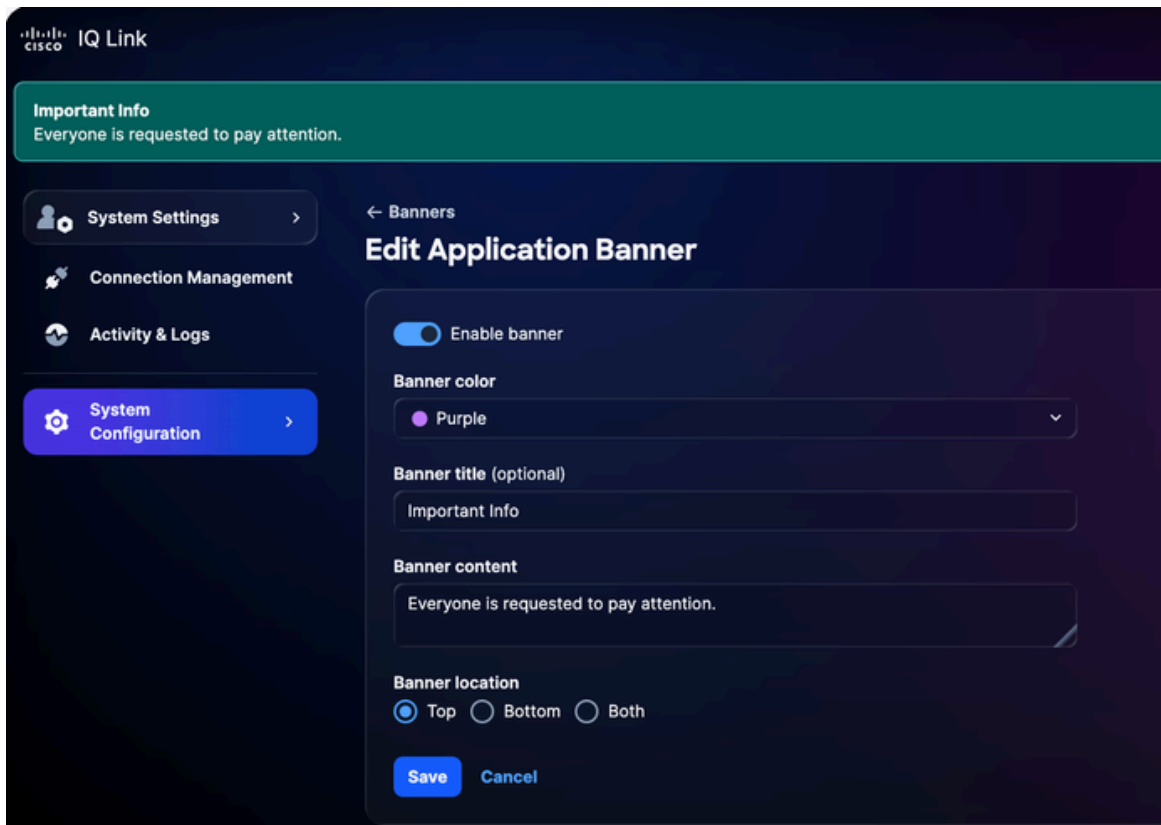 cisco IQ Link
Important Info
Everyone is requested to pay attention.
System Settings
Connection Management
Activity & Logs
System
Configuration
← Banners
Edit Application Banner
Enable banner
Banner color
Purple
Banner title (optional)
Important Info
Banner content
Everyone is requested to pay attention.
Banner location
Top Bottom Both
Save Cancel